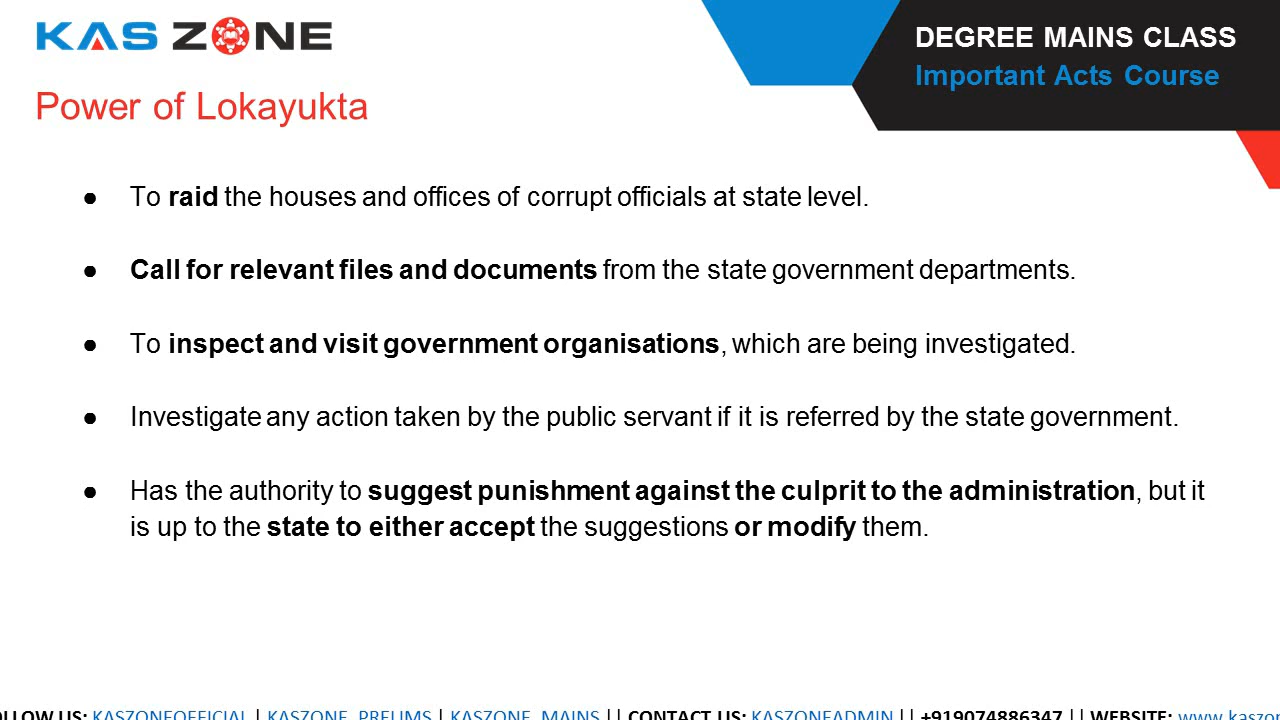 KAS ZONE
DEGREE MAINS CLASS
Important Acts Course
Power of Lokayukta
● To raid the houses and offices of corrupt officials at state level.
● Call for relevant files and documents from the state government departments.
● To inspect and visit government organisations, which are being investigated.
● Investigate any action taken by the public servant if it is referred by the state government.
● Has the authority to suggest punishment against the culprit to the administration, but it
is up to the state to either accept the suggestions or modify them.
US: KASZONEOFFICIAL | KASZONE_PRELIMS | KASZONE_MAINS || CONTACT US: KASZONEADMIN || +919074886347 || WEBSITE: